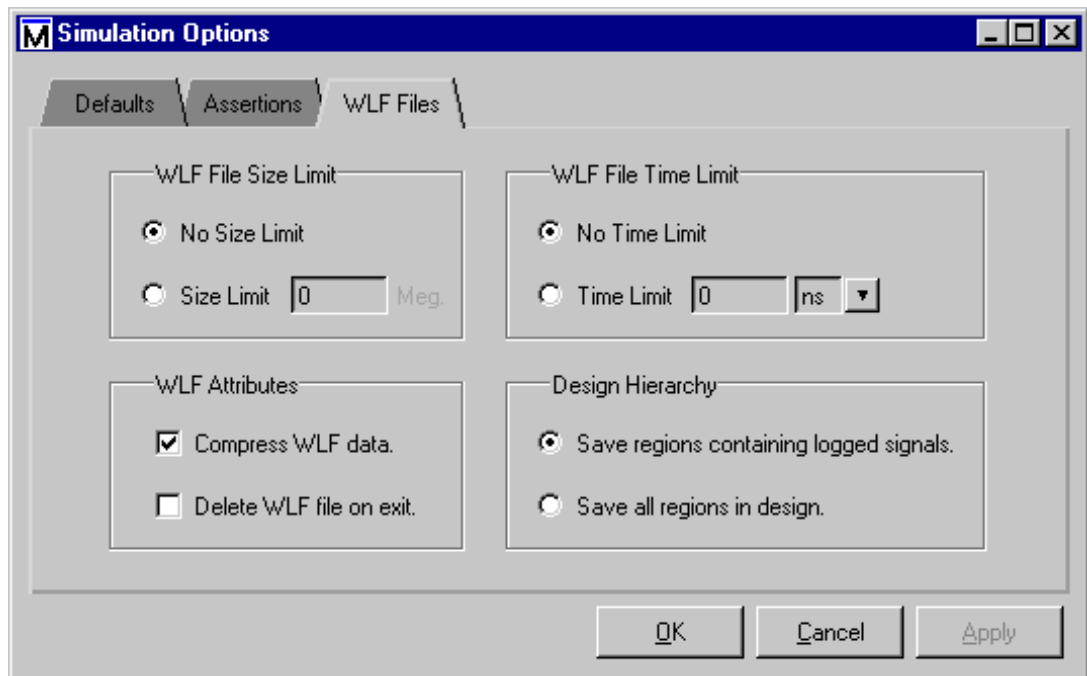 M Simulation Options
Defaults Assertions WLF Files
WLF File Size Limit
No Size Limit
Size Limit 0 Meg.
WLF File Time Limit
No Time Limit
Time Limit 0 ns
WLF Attributes
Compress WLF data.
Delete WLF file on exit.
Design Hierarchy
Save regions containing logged signals.
Save all regions in design.
OK Cancel Apply